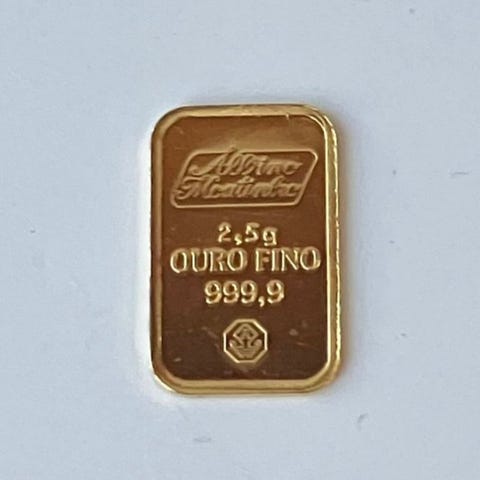 Albino
Moutinho
2,5g
OURO FINO
999,9